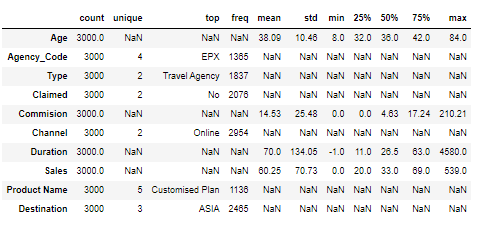 count unique top freq mean std min 25% 50% 75% max
Age 3000.0 NaN NaN NaN 38.09 10.46 8.0 32.0 36.0 42.0 84.0
Agency_Code 3000 4 EPX 1365 NaN NaN NaN NaN NaN NaN NaN
Type 3000 2 Travel Agency 1837 NaN NaN NaN NaN NaN NaN NaN
Claimed 3000 2 No 2076 NaN NaN NaN NaN NaN NaN NaN
Commision 3000.0 NaN NaN NaN 14.53 25.48 0.0 0.0 4.63 17.24 210.21
Channel 3000 2 Online 2954 NaN NaN NaN NaN NaN NaN NaN
Duration 3000.0 NaN NaN NaN 70.0 134.05 -1.0 11.0 26.5 63.0 4580.0
Sales 3000.0 NaN NaN NaN 60.25 70.73 0.0 20.0 33.0 69.0 539.0
Product Name 3000 5 Customised Plan 1136 NaN NaN NaN NaN NaN NaN NaN
Destination 3000 3 ASIA 2465 NaN NaN NaN NaN NaN NaN NaN